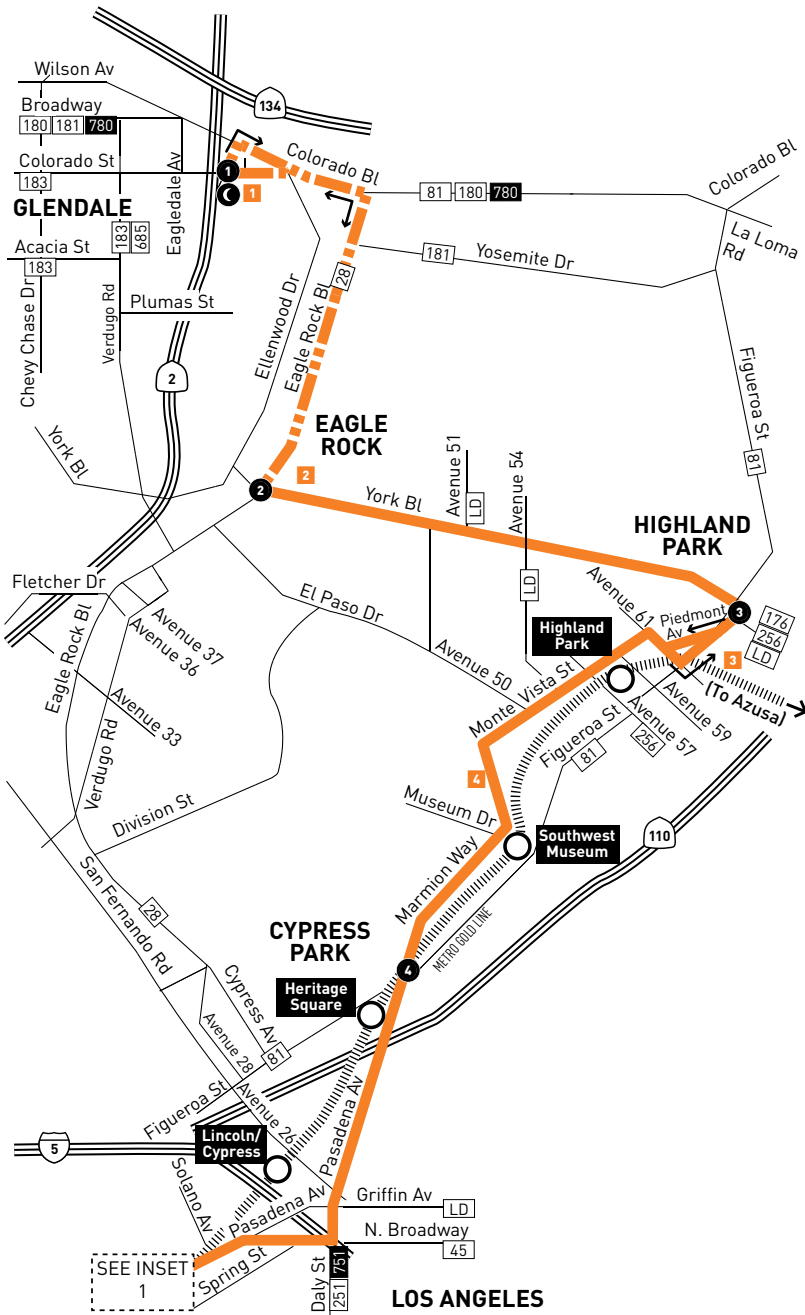 Wilson Av
134
Broadway
180 181 780
Colorado St
183
Eagledale Av
1
1
Colorado Bl
81 180 780
Colorado Bl
La Loma
Rd
GLENDALE
183
685
Acacia St
183
181
Yosemite Dr
28
Chevy Chase Dr
Verdugo Rd
Plumas St
Ellenwood Dr
Eagle Rock Bl
Figueroa St
81
2
EAGLE
ROCK
York Bl
2
2
York Bl
Avenue 51
LD
Avenue 54
LD
HIGHLAND
PARK
Fletcher Dr
Eagle Rock Bl
Avenue 37
Avenue 36
Avenue 33
El Paso Dr
Avenue 50
Avenue 61
Piedmont
Av
3
176
256
LD
3
Highland
Park
(To Azusa)
Monte Vista St
Figueroa St
81
Avenue 59
Avenue 57
256
Verdugo Rd
4
Division St
Museum Dr
Southwest
Museum
110
Marmion Way
San Fernando Rd
28
CYPRESS
PARK
METRO GOLD LINE
4
Heritage
Square
Cypress Av
Avenue 28
81
Figueroa St
Avenue 26
Pasadena Av
5
Lincoln/
Cypress
Solano Av
Pasadena Av
Griffin Av
LD
N. Broadway
45
Spring St
SEE INSET
1
Daly St
251 751
LOS ANGELES